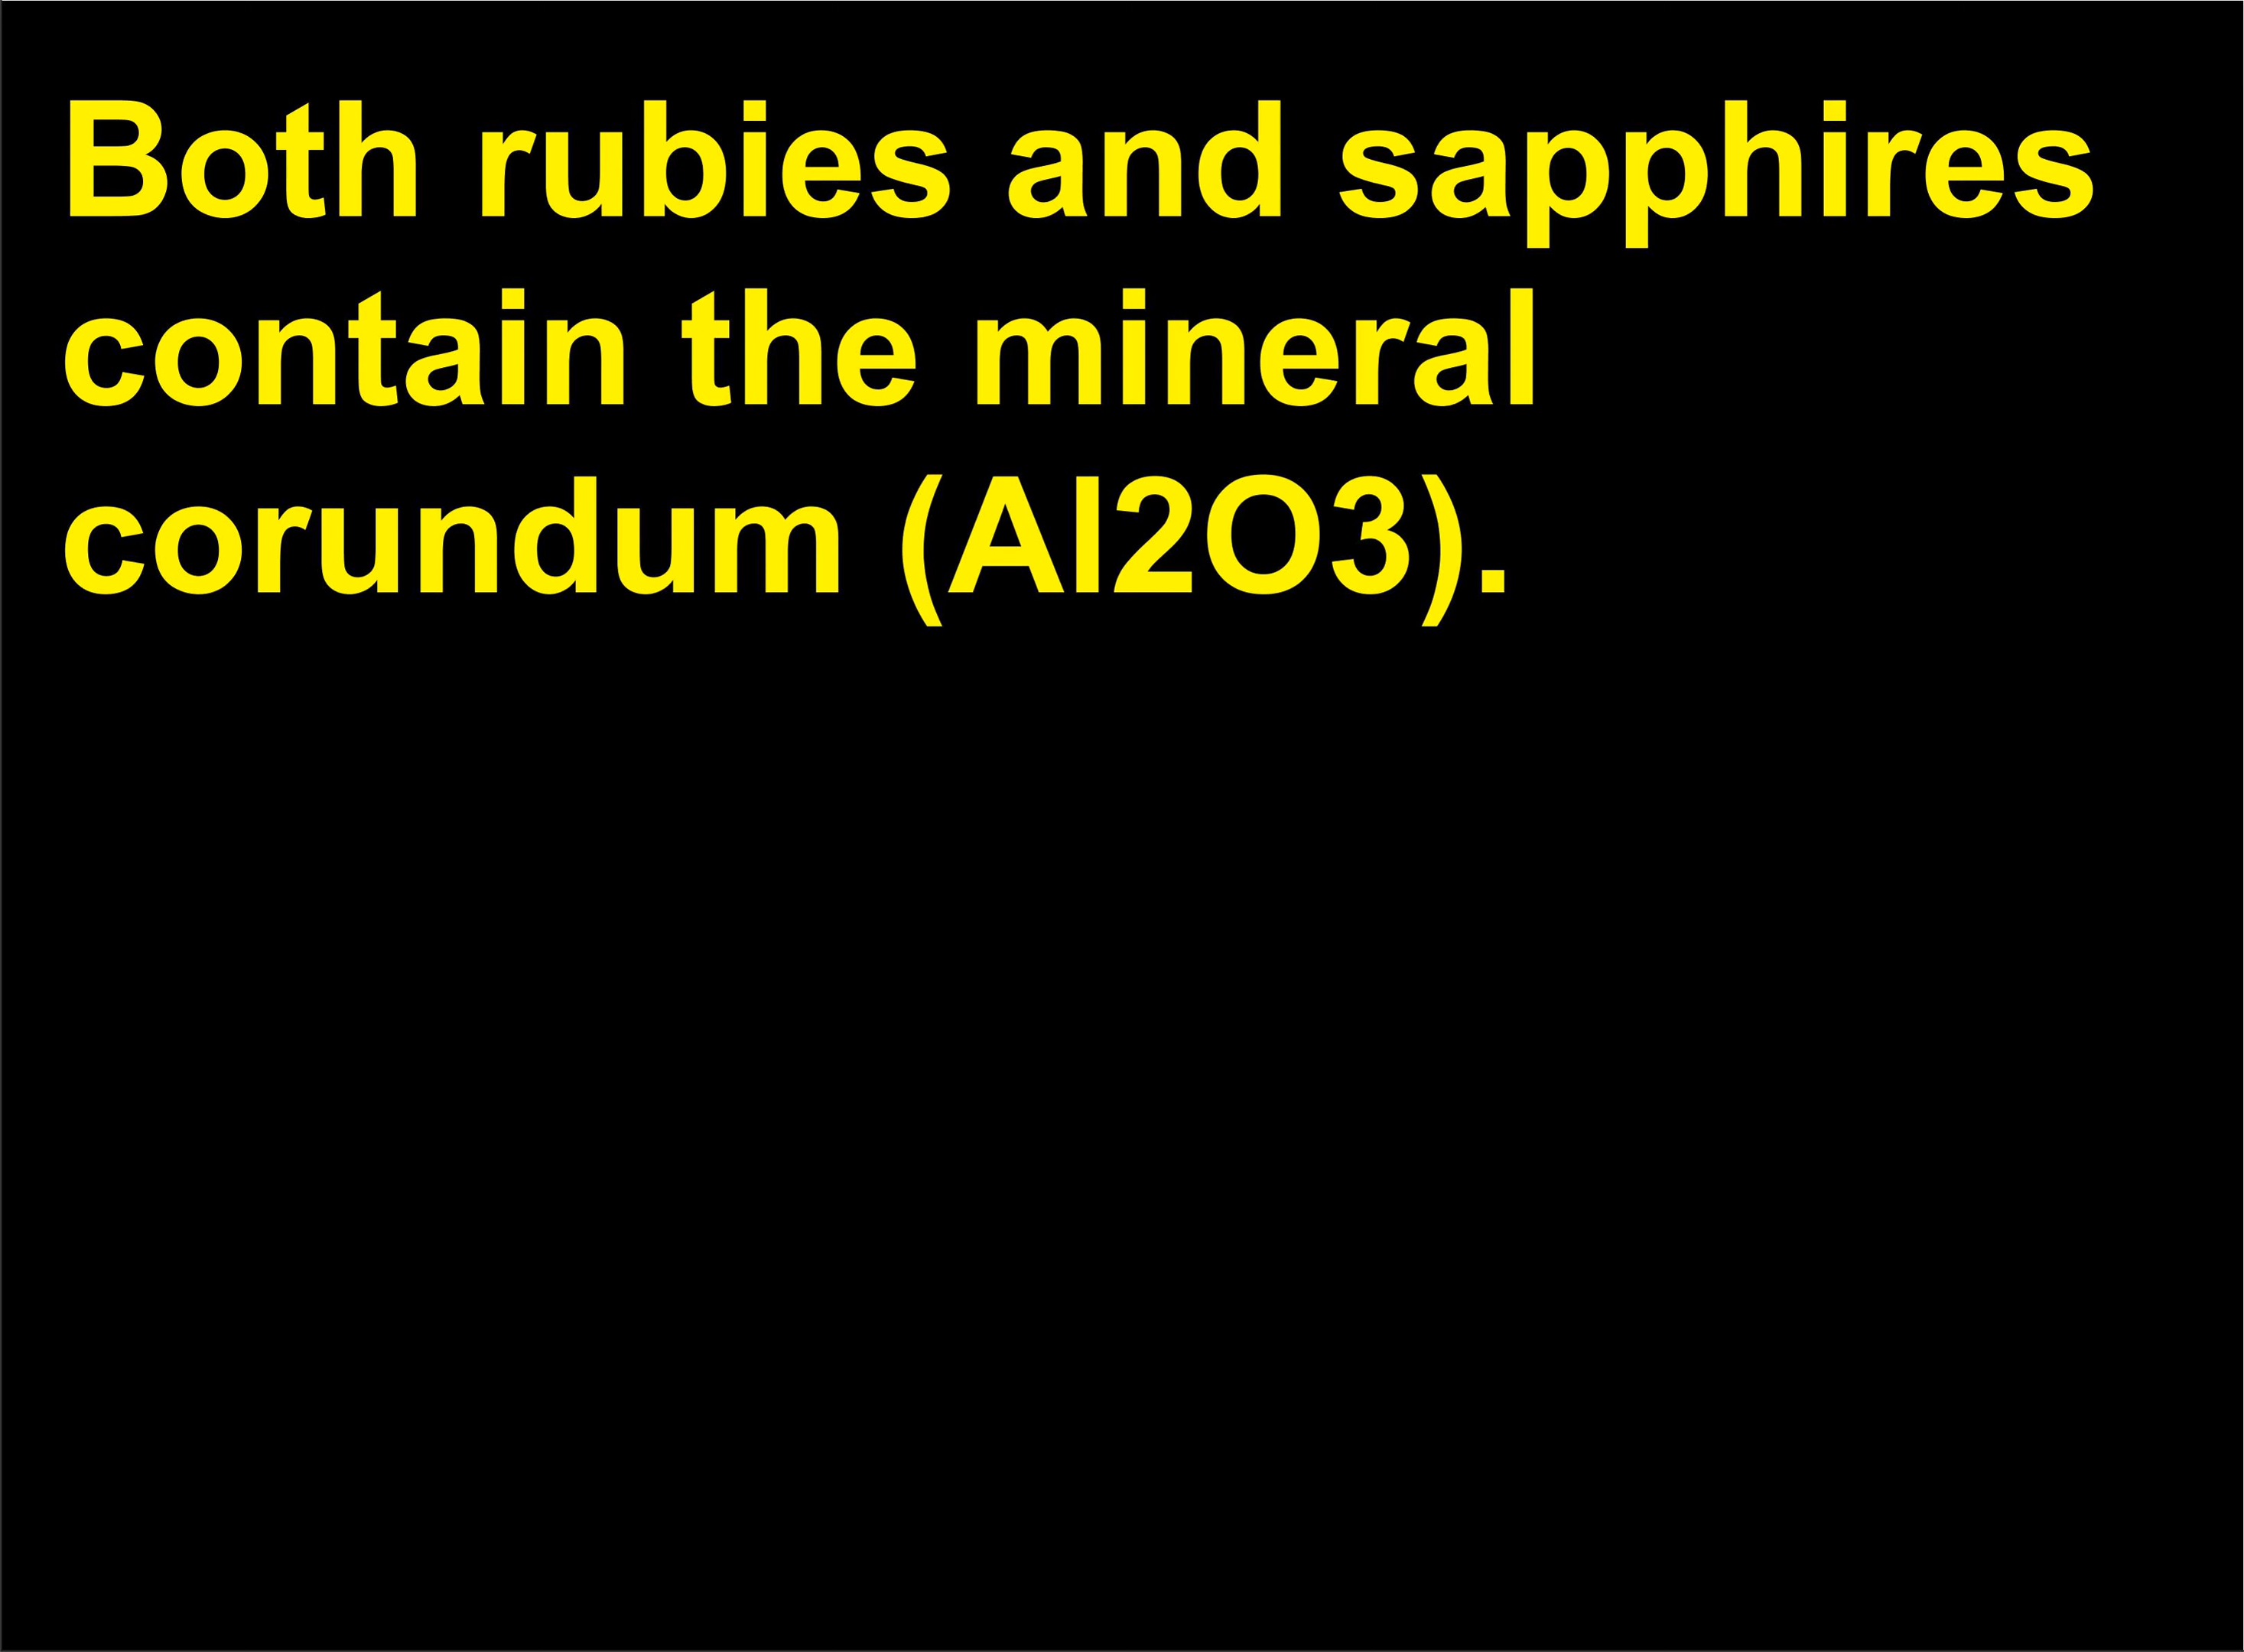 Both rubies and sapphires
contain the mineral
corundum (Al2O3).